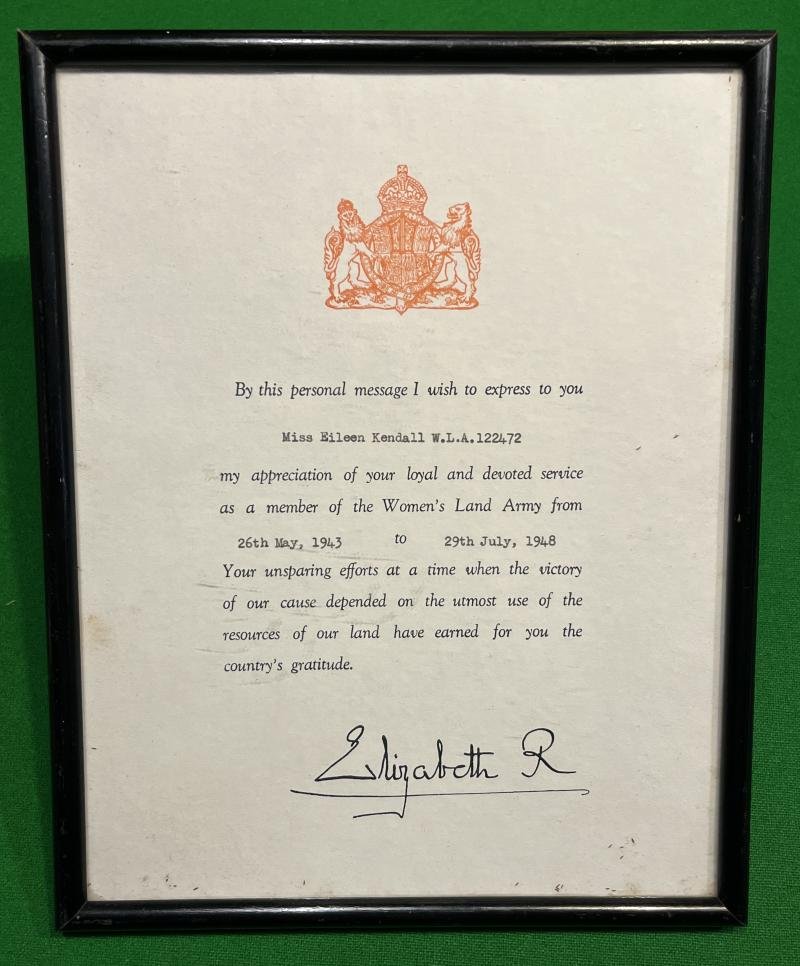 By this personal message I wish to express to you
Miss Eileen Kendall W.L.A.122472
my appreciation of your loyal and devoted service
as a member of the Women's Land Army from
26th May, 1943 to 29th July, 1948
Your unsparing efforts at a time when the victory
of our cause depended on the utmost use of the
resources of our land have earned for you the
country's gratitude.
Elizabeth R